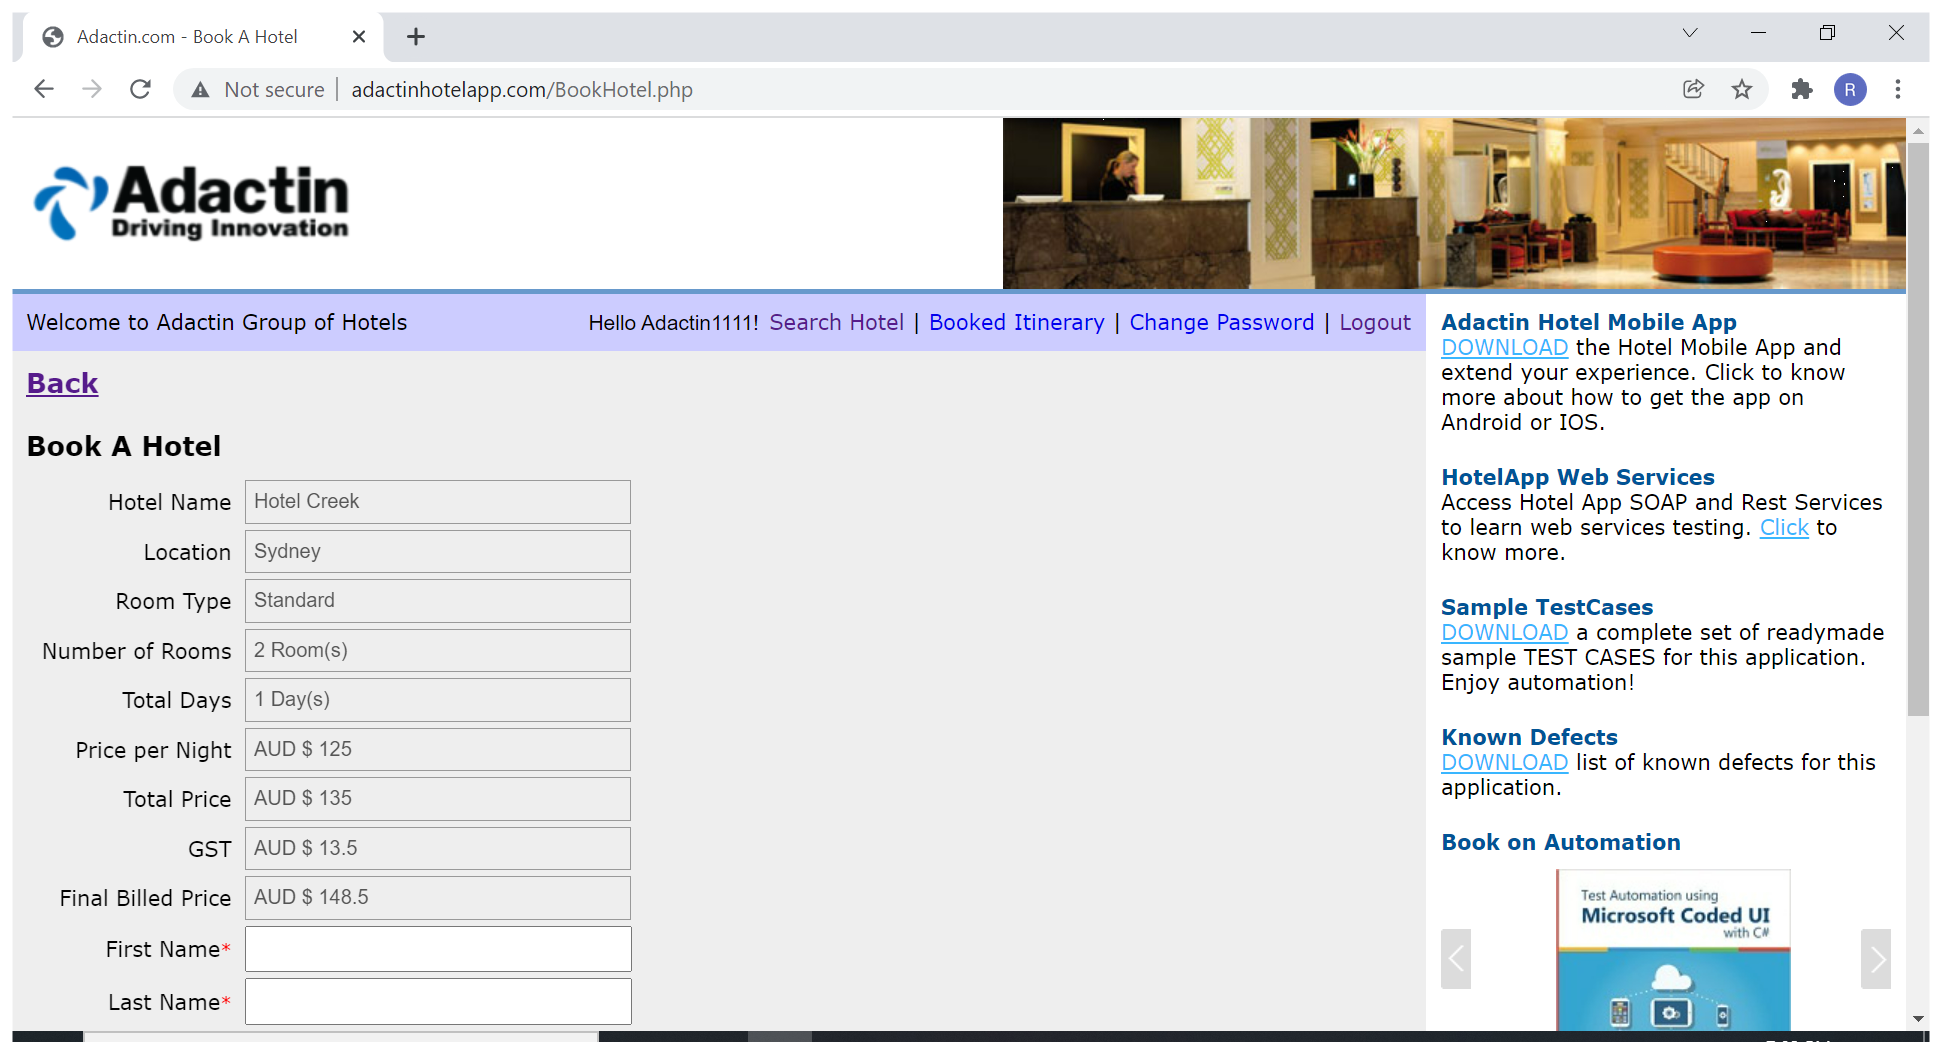 Adactin.com - Book A Hotel
Not secure
adactinhotelapp.com/BookHotel.php
R
Adactin
Driving Innovation
Welcome to Adactin Group of Hotels
Hello Adactin1111! Search Hotel | Booked Itinerary | Change Password | Logout
Back
Book A Hotel
Hotel Name Hotel Creek
Location Sydney
Room Type Standard
Number of Rooms 2 Room(s)
Total Days 1 Day(s)
Price per Night AUD $ 125
Total Price AUD $ 135
GST AUD $ 13.5
Final Billed Price AUD $ 148.5
First Name*
Last Name*
Adactin Hotel Mobile App
DOWNLOAD the Hotel Mobile App and
extend your experience. Click to know
more about how to get the app on
Android or IOS.
HotelApp Web Services
Access Hotel App SOAP and Rest Services
to learn web services testing. Click to
know more.
Sample TestCases
DOWNLOAD a complete set of readymade
sample TEST CASES for this application.
Enjoy automation!
Known Defects
DOWNLOAD list of known defects for this
application.
Book on Automation
Test Automation using
Microsoft Coded UI
with C#